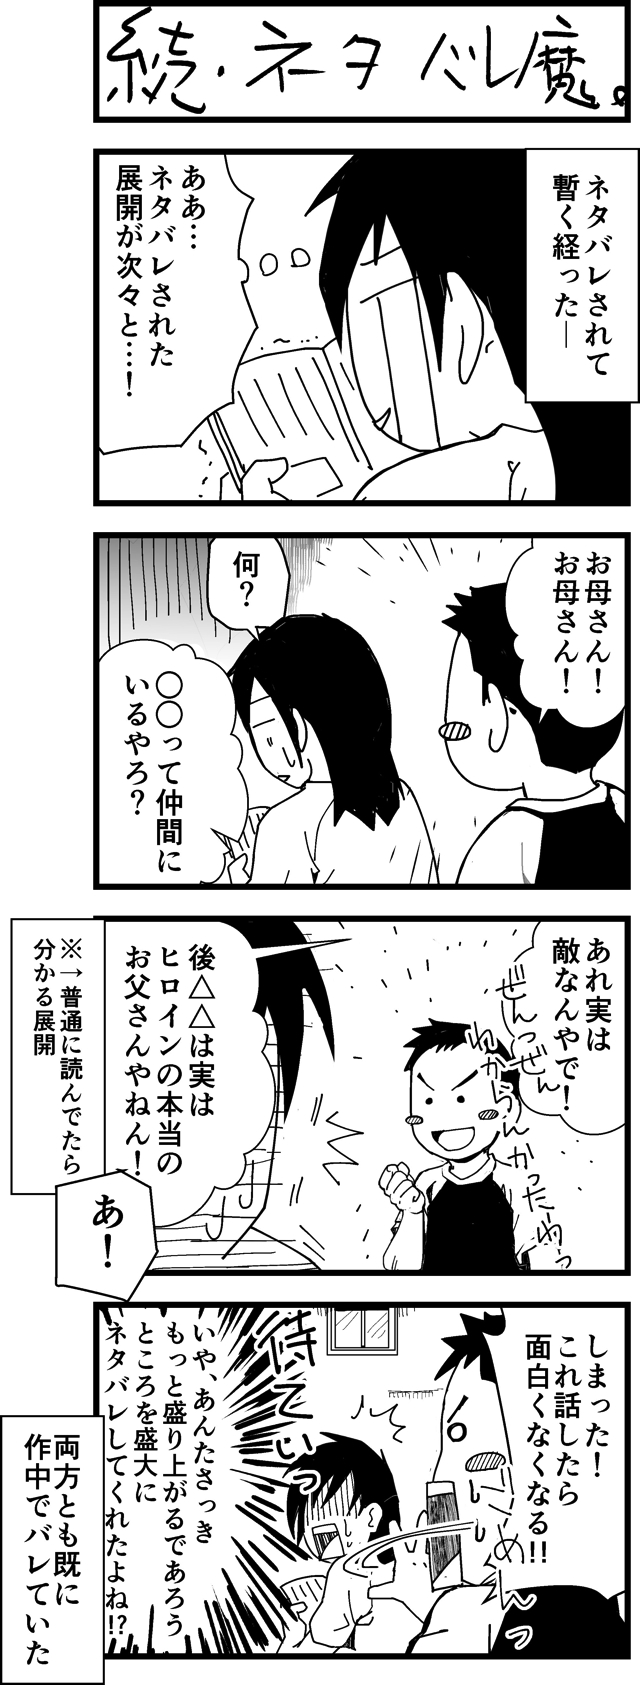 続・ネタバレ魔。
ネタバレされて
暫く経った―
ああ…
ネタバレされた
展開が次々と…！
お母さん！
お母さん！
何？
〇〇って仲間に
いるやろ？
あれ実は
敵なんやで！
ぜんっぜん
わからんかったわぅ
後△△は実は
ヒロインの本当の
お父さんやねん！
※→普通に読んでたら
分かる展開
あ！
しまった！
これ話したら
面白くなくなる!!
待てぃっ
いや、あんたさっき
もっと盛り上がるであろう
ところを盛大に
ネタバレしてくれたよね!?
両方とも既に
作中でバレていた